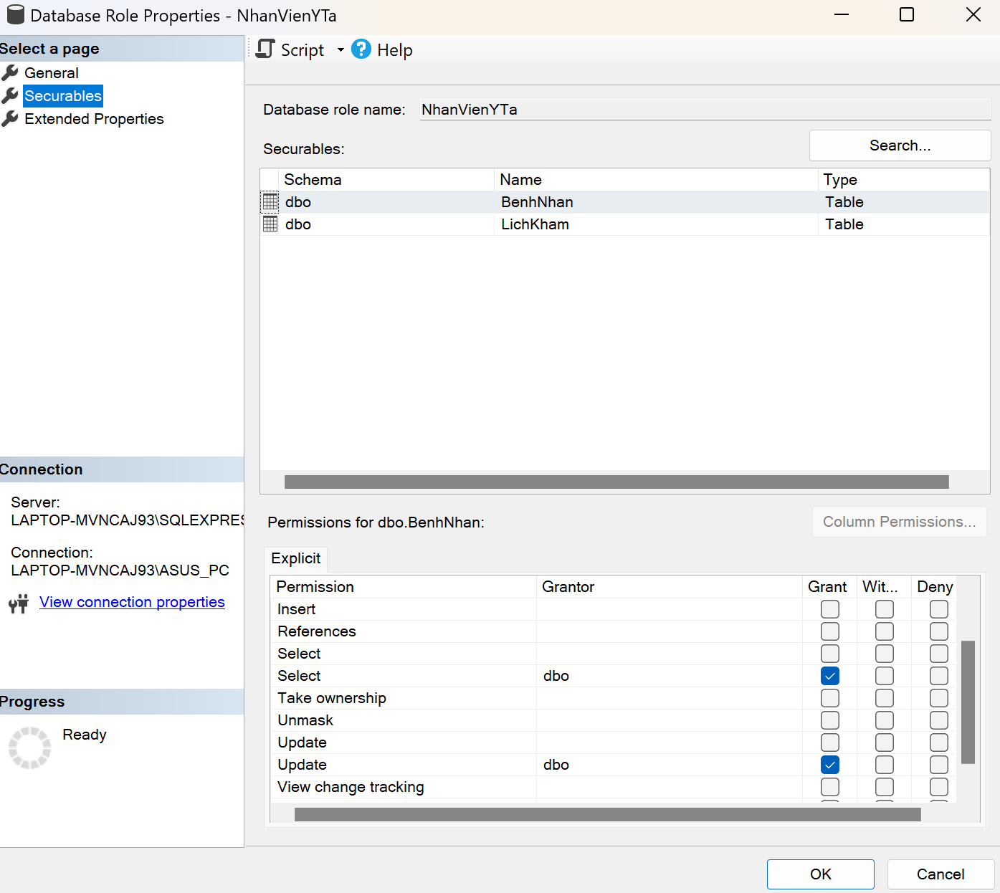 Database Role Properties - NhanVienYTa
Select a page
General
Securables
Extended Properties
Script
Help
Database role name: NhanVienYTa
Securables:
Search...
Schema Name Type
dbo BenhNhan Table
dbo LichKham Table
Connection
Server:
LAPTOP-MVNCAJ93\SQLEXPRES
Connection:
LAPTOP-MVNCAJ93\ASUS_PC
View connection properties
Progress
Ready
Permissions for dbo.BenhNhan:
Column Permissions...
Explicit
Permission Grantor Grant Wit... Deny
Insert
References
Select
Select dbo
Take ownership
Unmask
Update
Update dbo
View change tracking
OK
Cancel